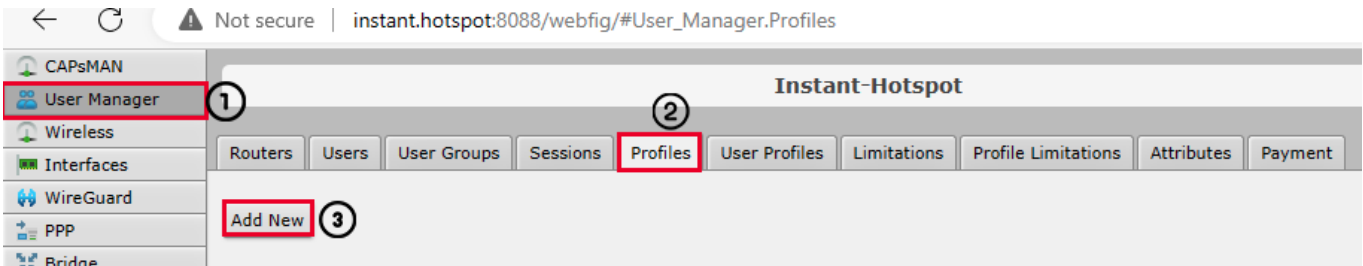 Not secure | instant.hotspot:8088/webfig/#User_Manager.Profiles
CAPsMAN
Instant-Hotspot
User Manager
1
2
Wireless
Routers Users User Groups Sessions Profiles User Profiles Limitations Profile Limitations Attributes Payment
Interfaces
WireGuard
Add New 3
PPP
Bridge